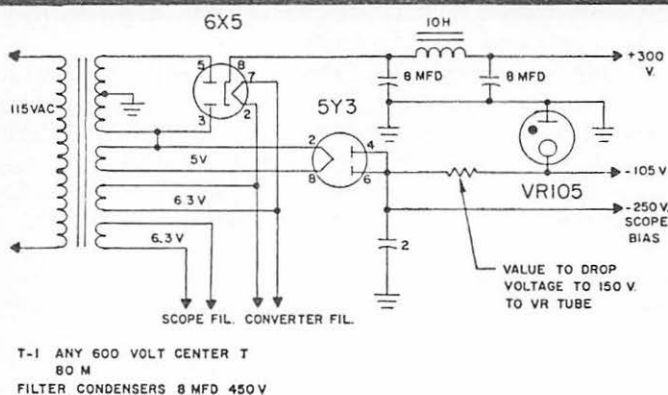 6X5
10H
5
8
7
3
2
8 MFD
8 MFD
+300
V.
115VAC
5Y3
2
4
8
6
5V
6.3 V
6.3 V
VR105
-105 V
-250V.
SCOPE
BIAS
2
VALUE TO DROP
VOLTAGE TO 150 V.
TO VR TUBE
SCOPE FIL. CONVERTER FIL.
T-1 ANY 600 VOLT CENTER T
80 M
FILTER CONDENSERS 8 MFD 450V